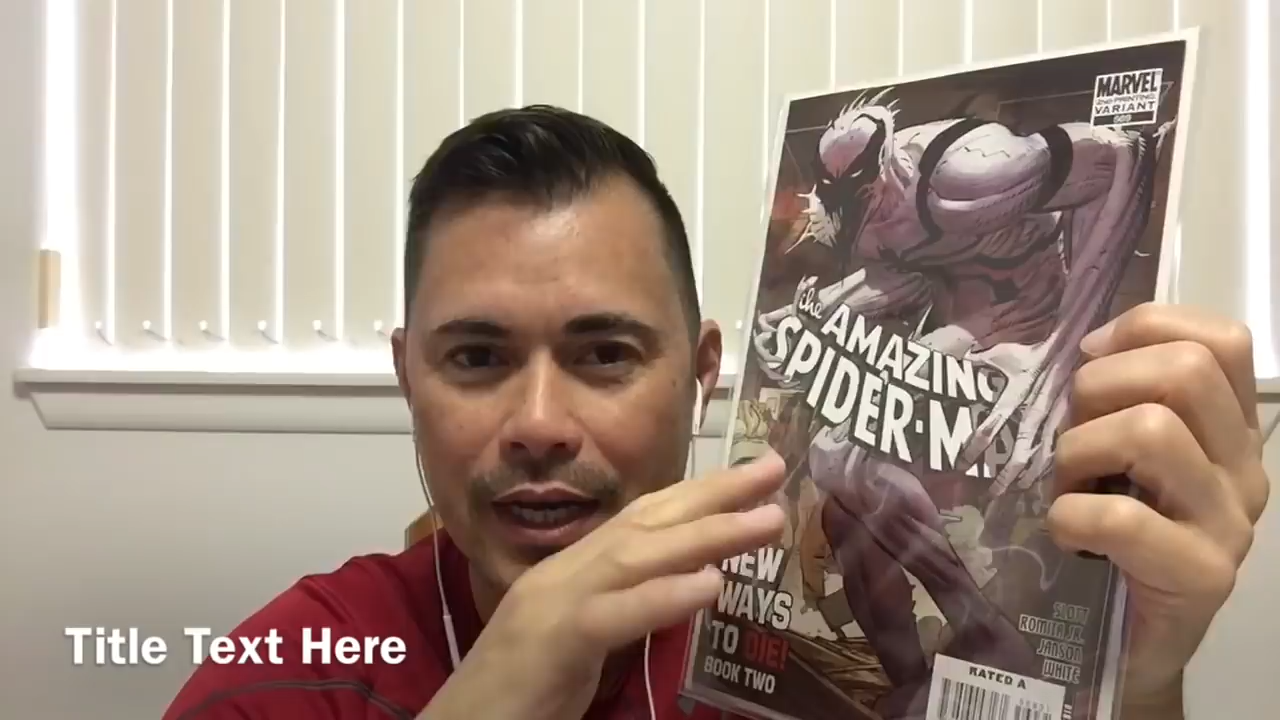 MARVEL
2ND PRINTING
VARIANT
569
the
AMAZING
SPIDER-MA
NEW
WAYS
TO DIE!
BOOK TWO
SLOTT
ROMITA JR.
JANSON
WHITE
RATED A
Title Text Here